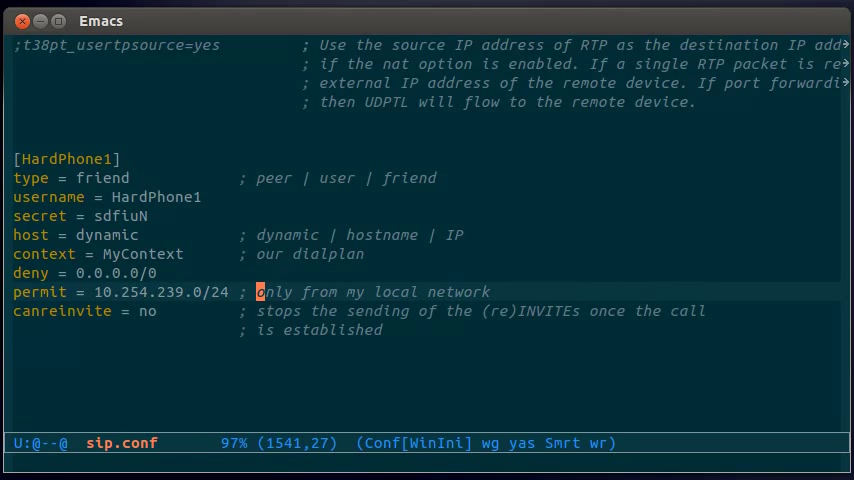 Emacs
;t38pt_usertpsource=yes ; Use the source IP address of RTP as the destination IP add
; if the nat option is enabled. If a single RTP packet is re
; external IP address of the remote device. If port forwardi
; then UDPTL will flow to the remote device.
[HardPhone1]
type = friend ; peer | user | friend
username = HardPhone1
secret = sdfiuN
host = dynamic ; dynamic | hostname | IP
context = MyContext ; our dialplan
deny = 0.0.0.0/0
permit = 10.254.239.0/24 ; only from my local network
canreinvite = no ; stops the sending of the (re)INVITEs once the call
; is established
U:@--@ sip.conf 97% (1541,27) (Conf[WinIni] wg yas Smrt wr)